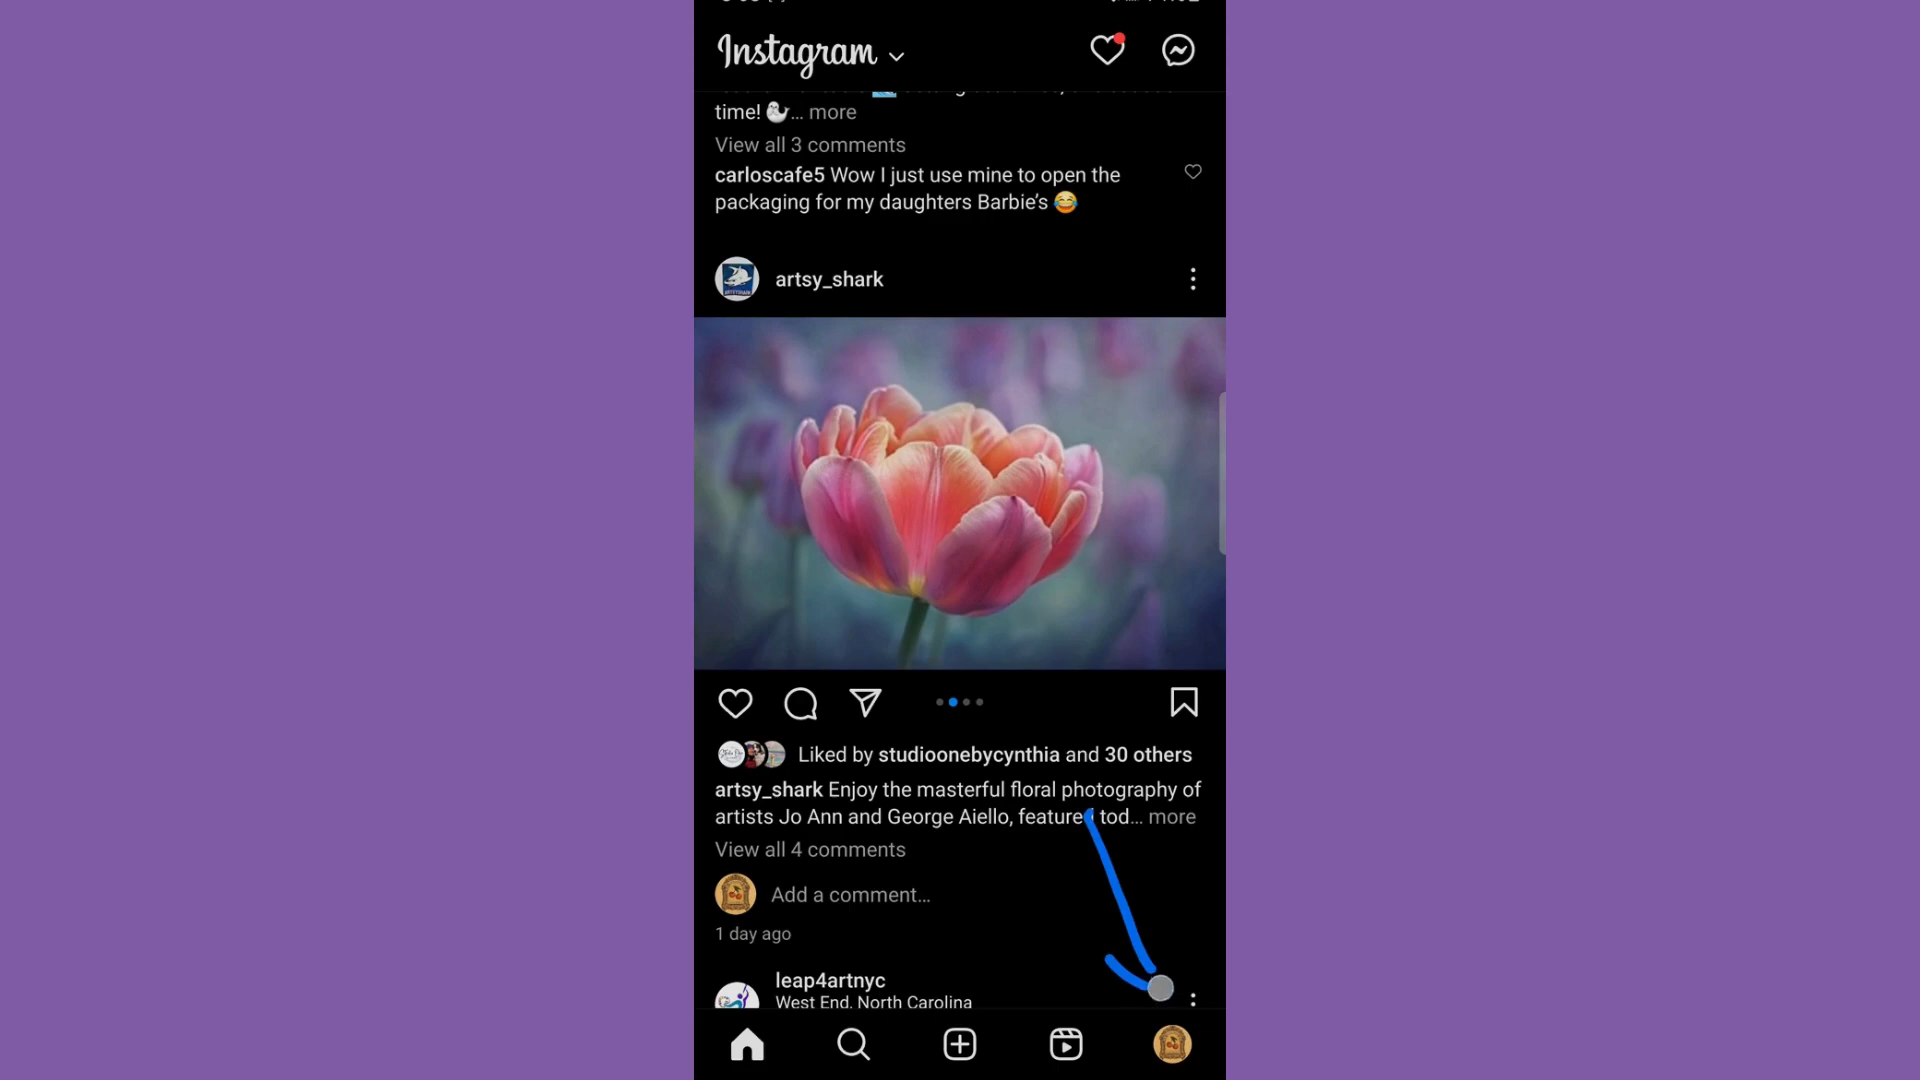 Instagram
time! 🦭... more
View all 3 comments
carloscafe5 Wow I just use mine to open the
packaging for my daughters Barbie's 😂
artsy_shark
Liked by studioonebycynthia and 30 others
artsy_shark Enjoy the masterful floral photography of
artists Jo Ann and George Aiello, featured tod... more
View all 4 comments
Add a comment...
1 day ago
leap4artnyc
West End, North Carolina